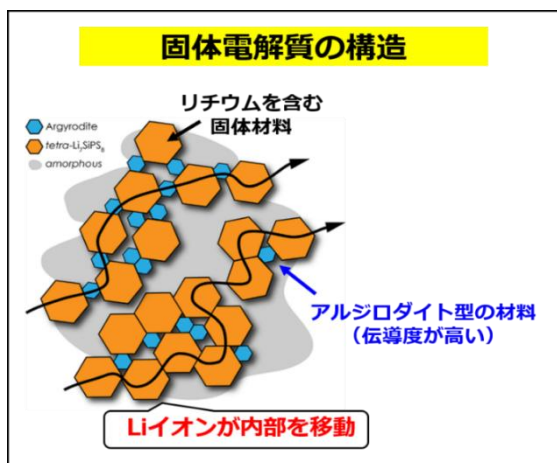 固体電解質の構造
リチウムを含む
固体材料
Argyrodite
tetra-Li₇SiPS₈
amorphous
アルジロダイト型の材料
(伝導度が高い)
Liイオンが内部を移動